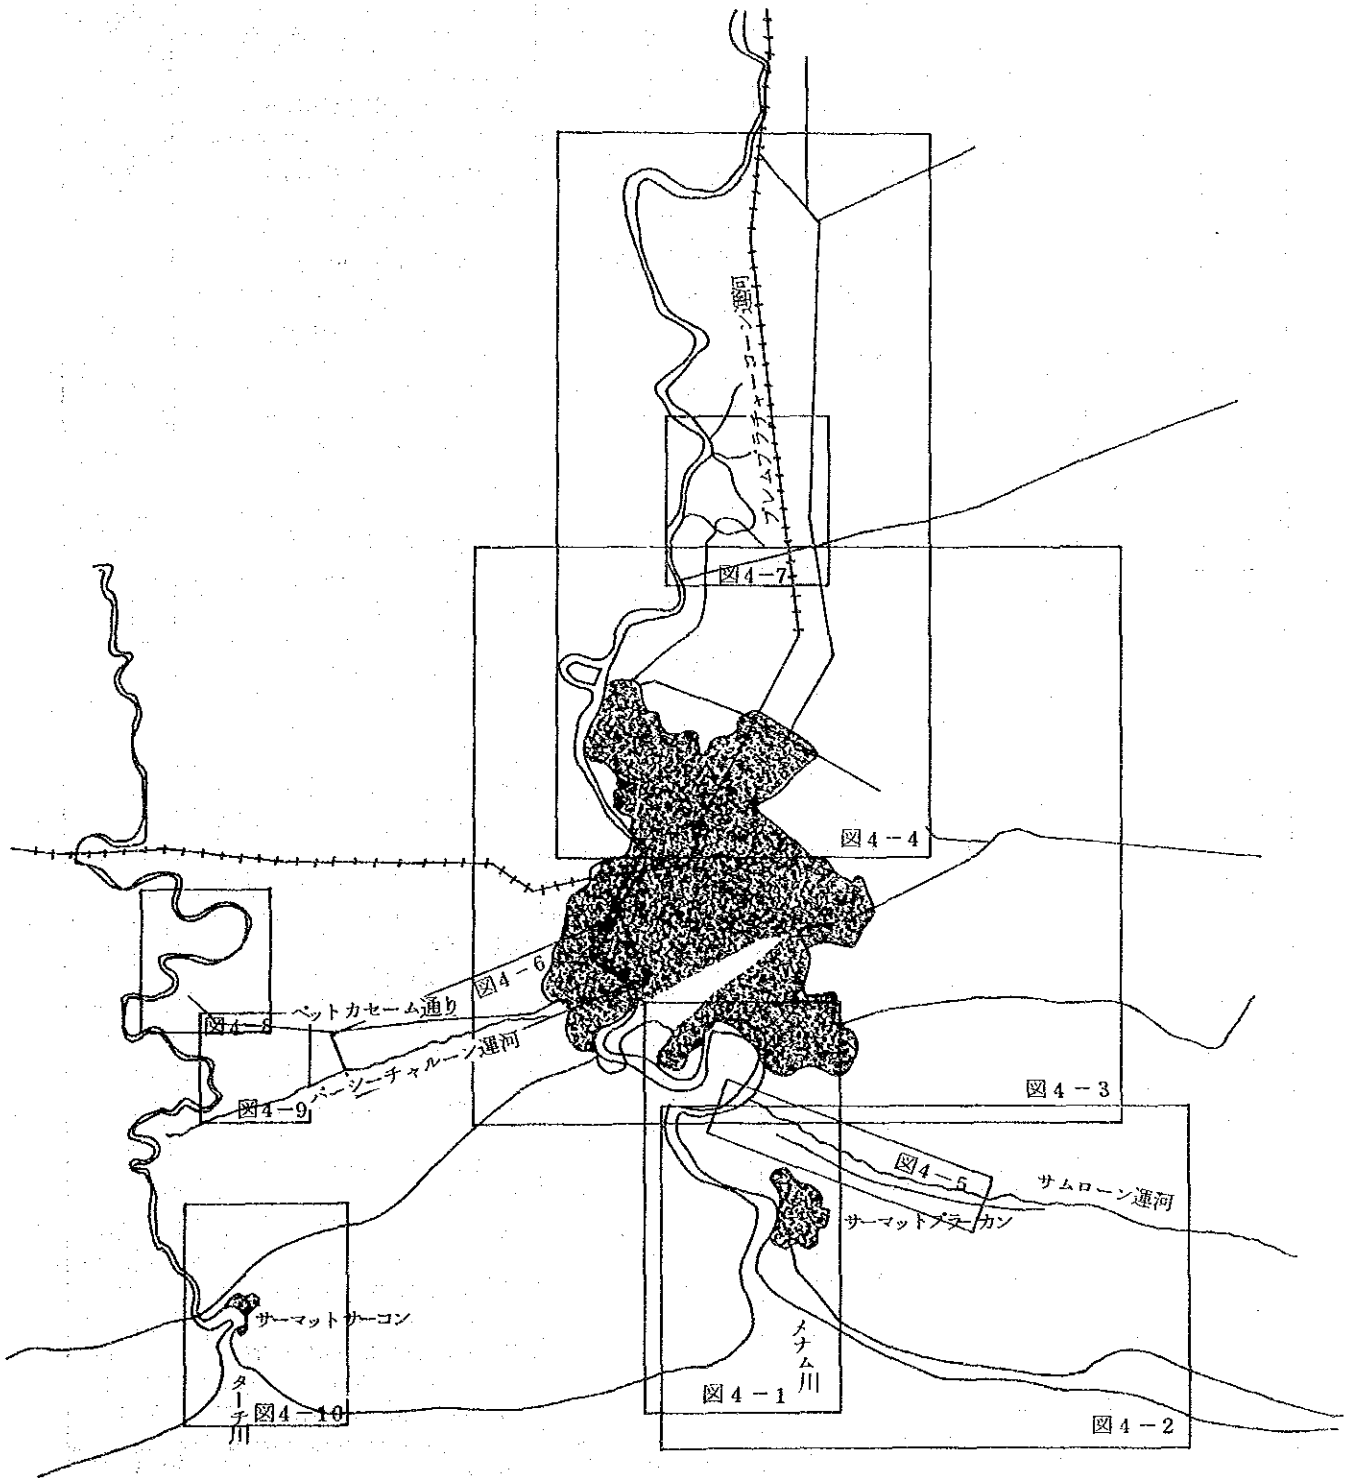 プレムプラチャーコーン運河
図4-7
図4-4
図4-6
ペットカセーム通り
図4-8
パーシーチャルーン運河
図4-9
図4-3
図4-5
サムローン運河
サーマットプラーカン
サーマットサーコン
メナム川
図4-1
ターチ川
図4-10
図4-2